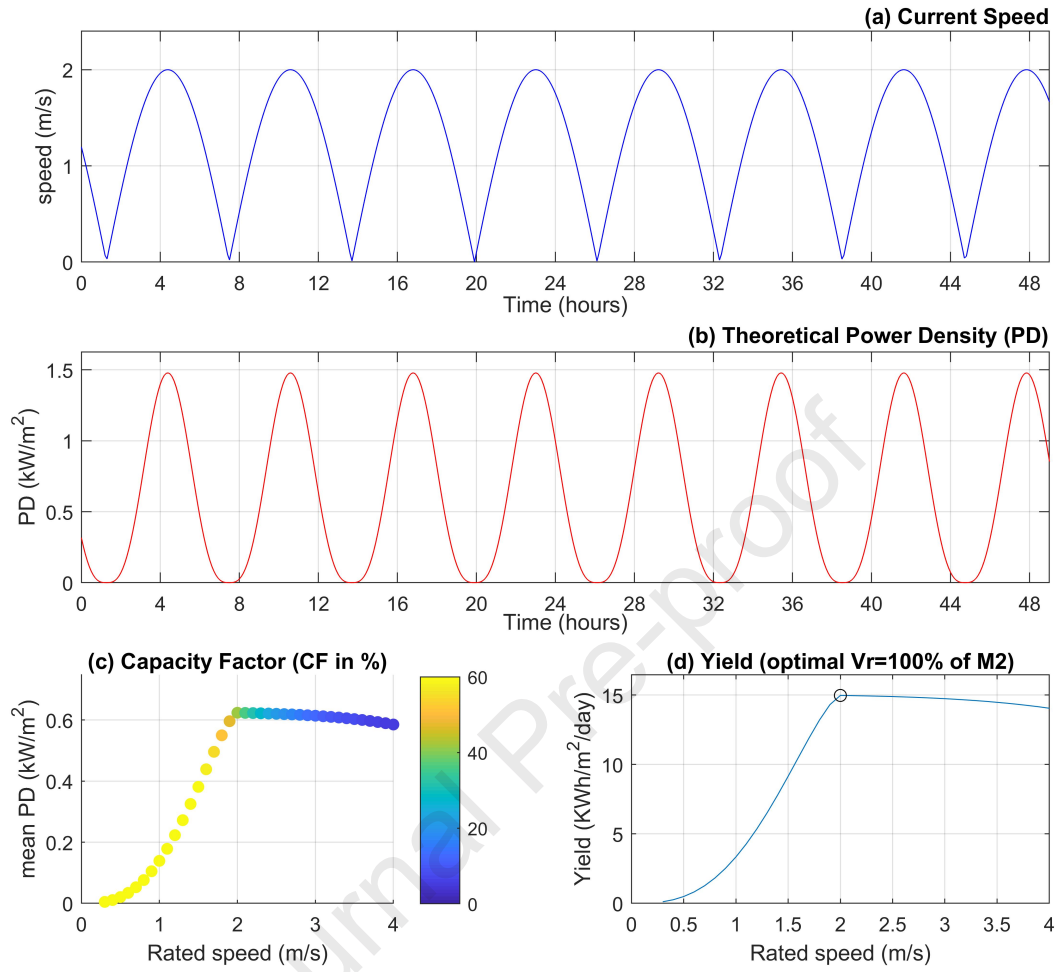 (a) Current Speed
speed (m/s)
2
1
0
0 4 8 12 16 20 24 28 32 36 40 44 48
Time (hours)
(b) Theoretical Power Density (PD)
PD (kW/m²)
1.5
1
0.5
0
0 4 8 12 16 20 24 28 32 36 40 44 48
Time (hours)
(c) Capacity Factor (CF in %)
mean PD (kW/m²)
0.6
0.4
0.2
0
0 1 2 3 4
Rated speed (m/s)
60
40
20
0
(d) Yield (optimal Vr=100% of M2)
Yield (KWh/m²/day)
15
10
5
0
0 0.5 1 1.5 2 2.5 3 3.5 4
Rated speed (m/s)
urnal Pre-proof